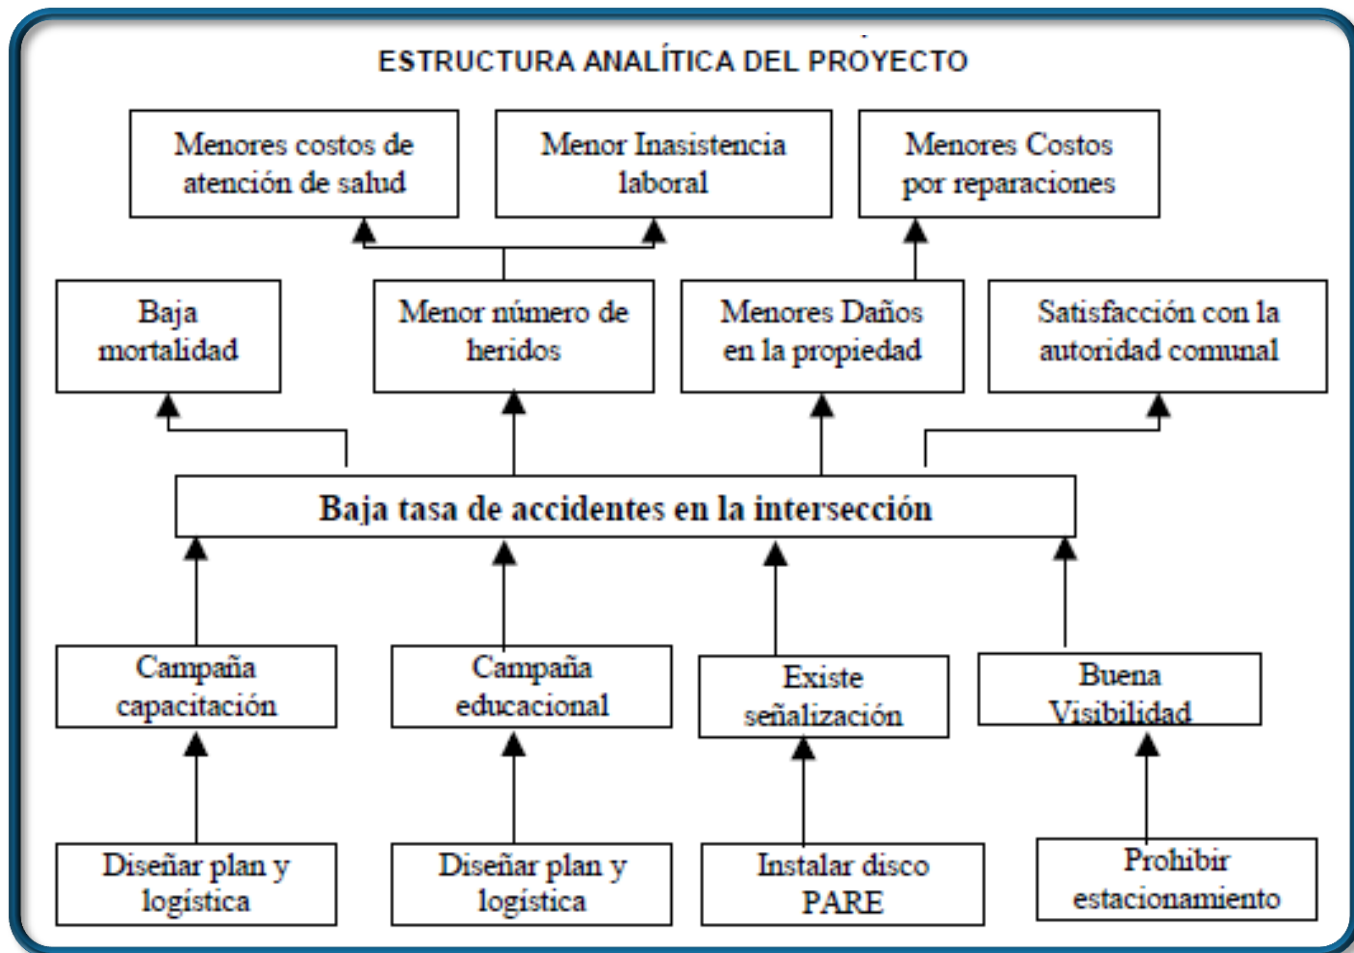 ESTRUCTURA ANALÍTICA DEL PROYECTO
Menores costos de
atención de salud
Menor Inasistencia
laboral
Menores Costos
por reparaciones
Baja
mortalidad
Menor número de
heridos
Menores Daños
en la propiedad
Satisfacción con la
autoridad comunal
Baja tasa de accidentes en la intersección
Campaña
capacitación
Campaña
educacional
Existe
señalización
Buena
Visibilidad
Diseñar plan y
logística
Diseñar plan y
logística
Instalar disco
PARE
Prohibir
estacionamiento